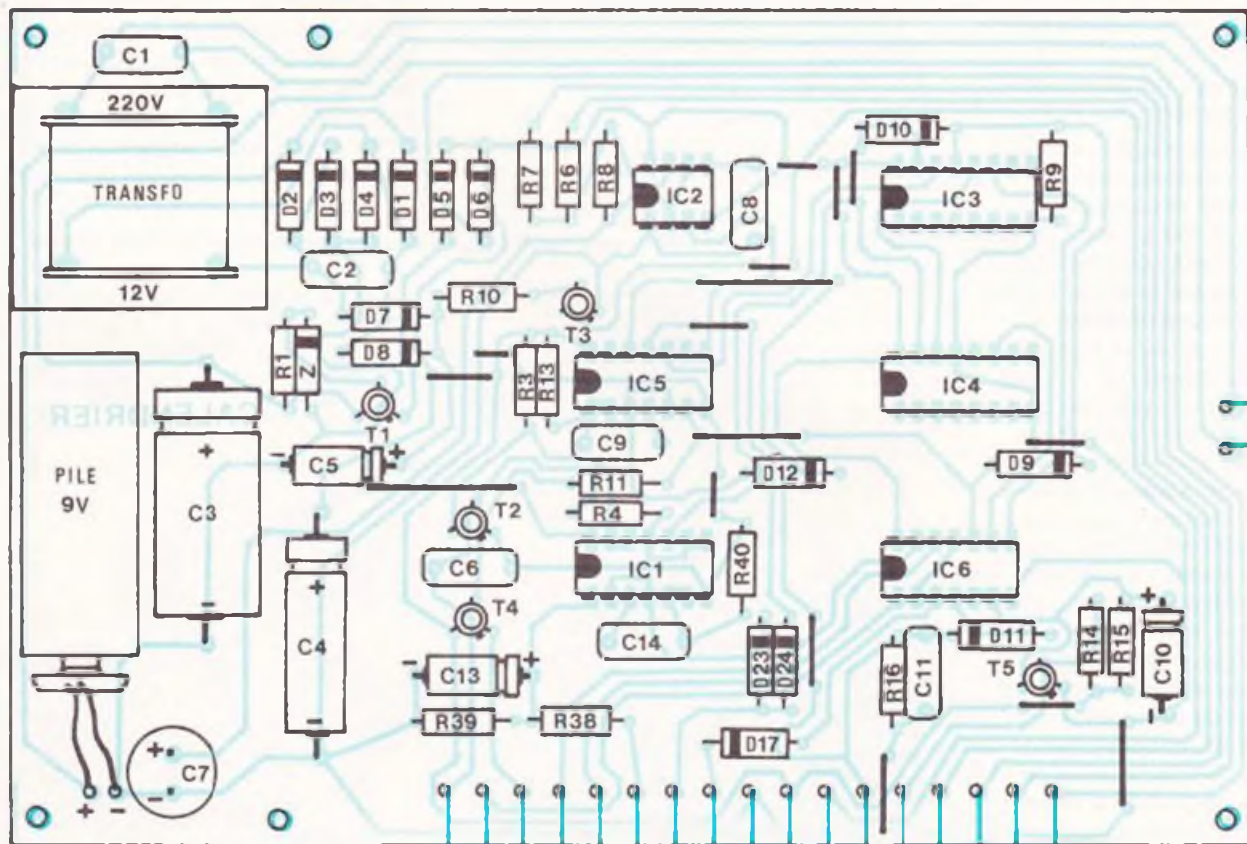 C1
220V
TRANSFO
12V
D2
D3
D4
D1
D5
D6
R7
R6
R8
IC2
C8
D10
IC3
R9
C2
R10
D7
T3
D8
R1
Z
R3
R13
IC5
IC4
CALENDRIER
T1
- C5 +
C9
D12
D9
PILE
9V
+
C3
-
R11
R4
T2
C6
IC1
R40
IC6
+
C4
-
T4
C14
D23
D24
R16
C11
D11
T5
R14
R15
+
C10
-
- C13 +
R39
R38
D17
+
C7
-
+ -